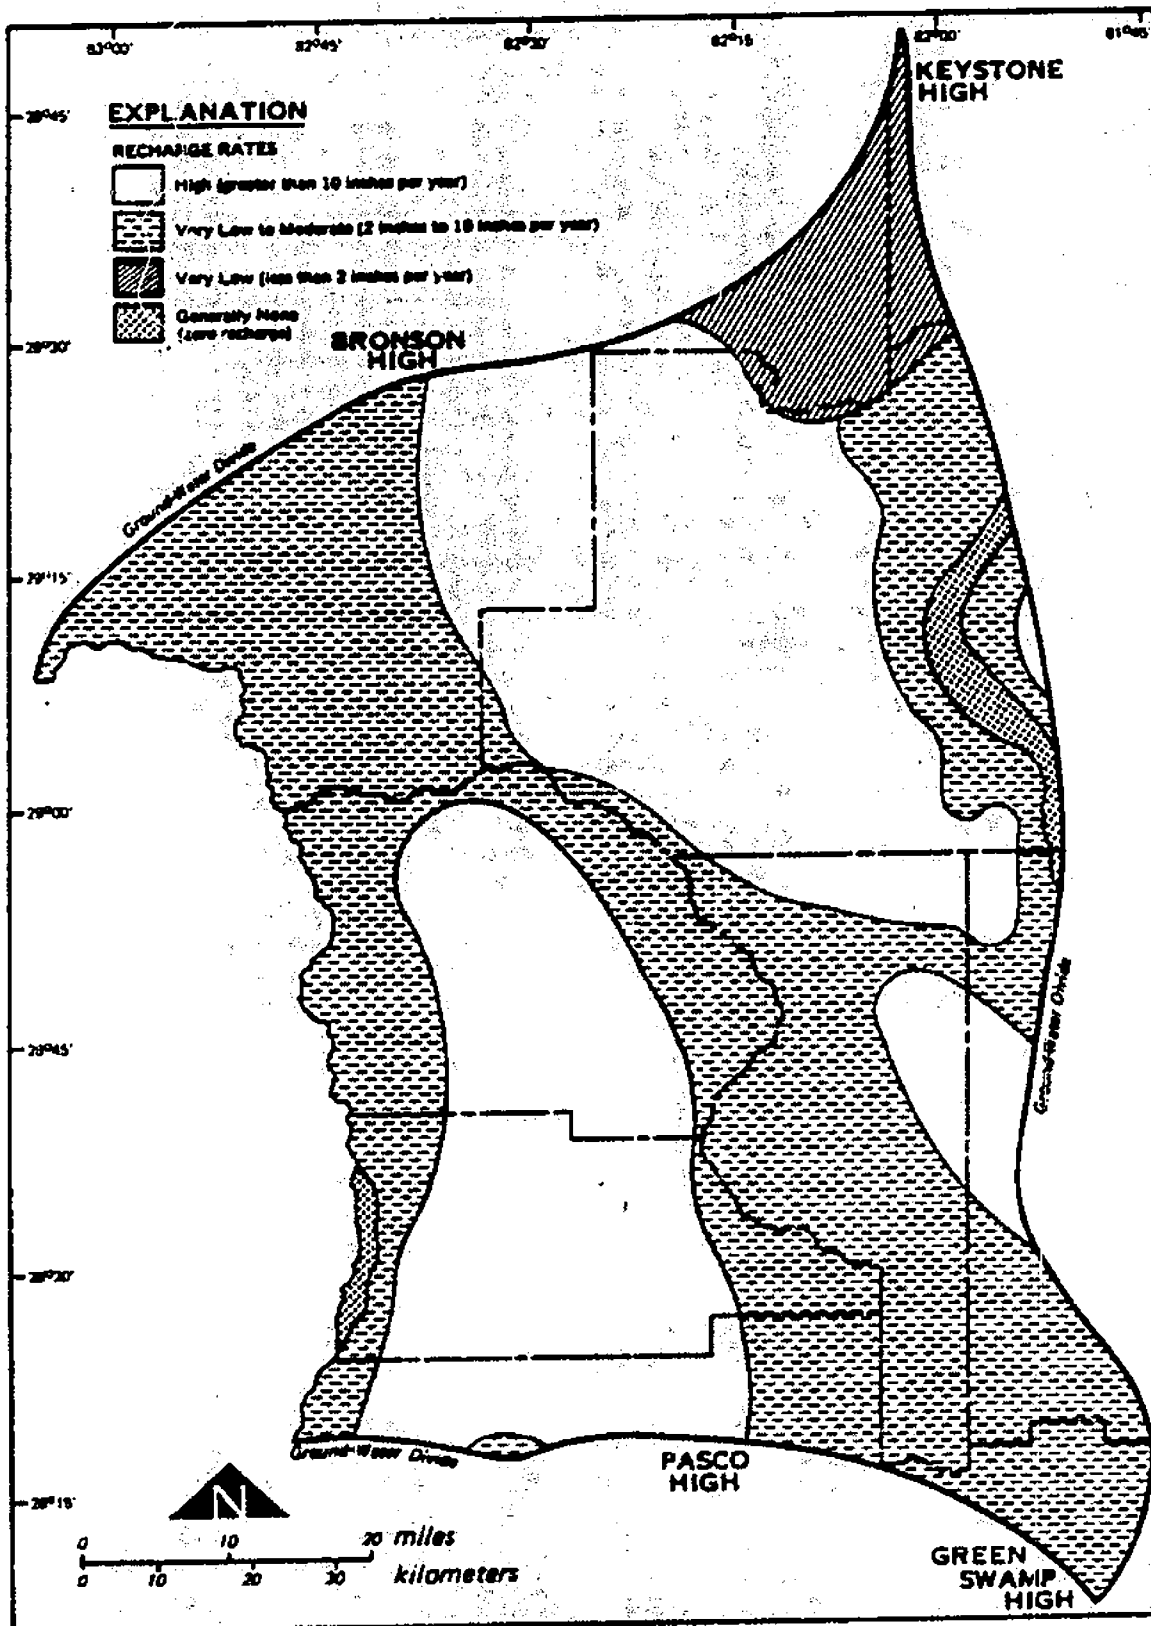 83°00'
82°45'
82°30'
82°15'
82°00'
81°45'
KEYSTONE
HIGH
EXPLANATION
RECHARGE RATES
High (greater than 10 inches per year)
Very Low to Moderate (2 inches to 10 inches per year)
Very Low (less than 2 inches per year)
Generally None
(zero recharge)
BRONSON
HIGH
Ground-Water Divide
29°45'
29°30'
29°15'
29°00'
28°45'
28°30'
28°15'
Ground-Water Divide
Ground-Water Divide
PASCO
HIGH
GREEN
SWAMP
HIGH
N
0 10 20 miles
0 10 20 30 kilometers